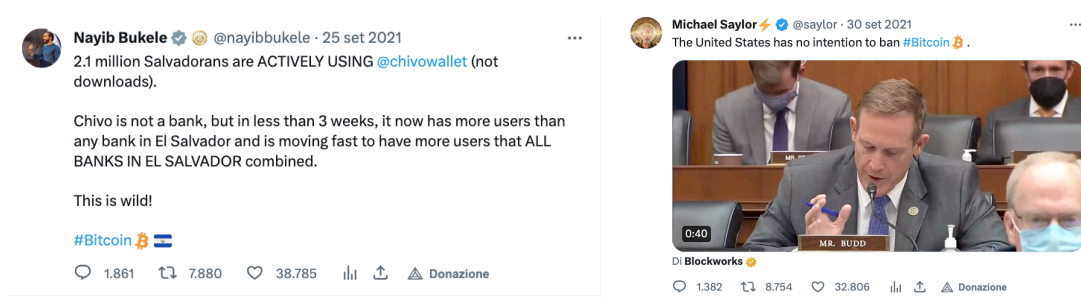 Nayib Bukele @nayibbukele · 25 set 2021
2.1 million Salvadorans are ACTIVELY USING @chivowallet (not
downloads).
Chivo is not a bank, but in less than 3 weeks, it now has more users than
any bank in El Salvador and is moving fast to have more users that ALL
BANKS IN EL SALVADOR combined.
This is wild!
#Bitcoin
1.861 7.880 38.785 Donazione
Michael Saylor⚡ @saylor · 30 set 2021
The United States has no intention to ban #Bitcoin .
MR. BUDD
0:40
Di Blockworks
1.382 8.754 32.806 Donazione